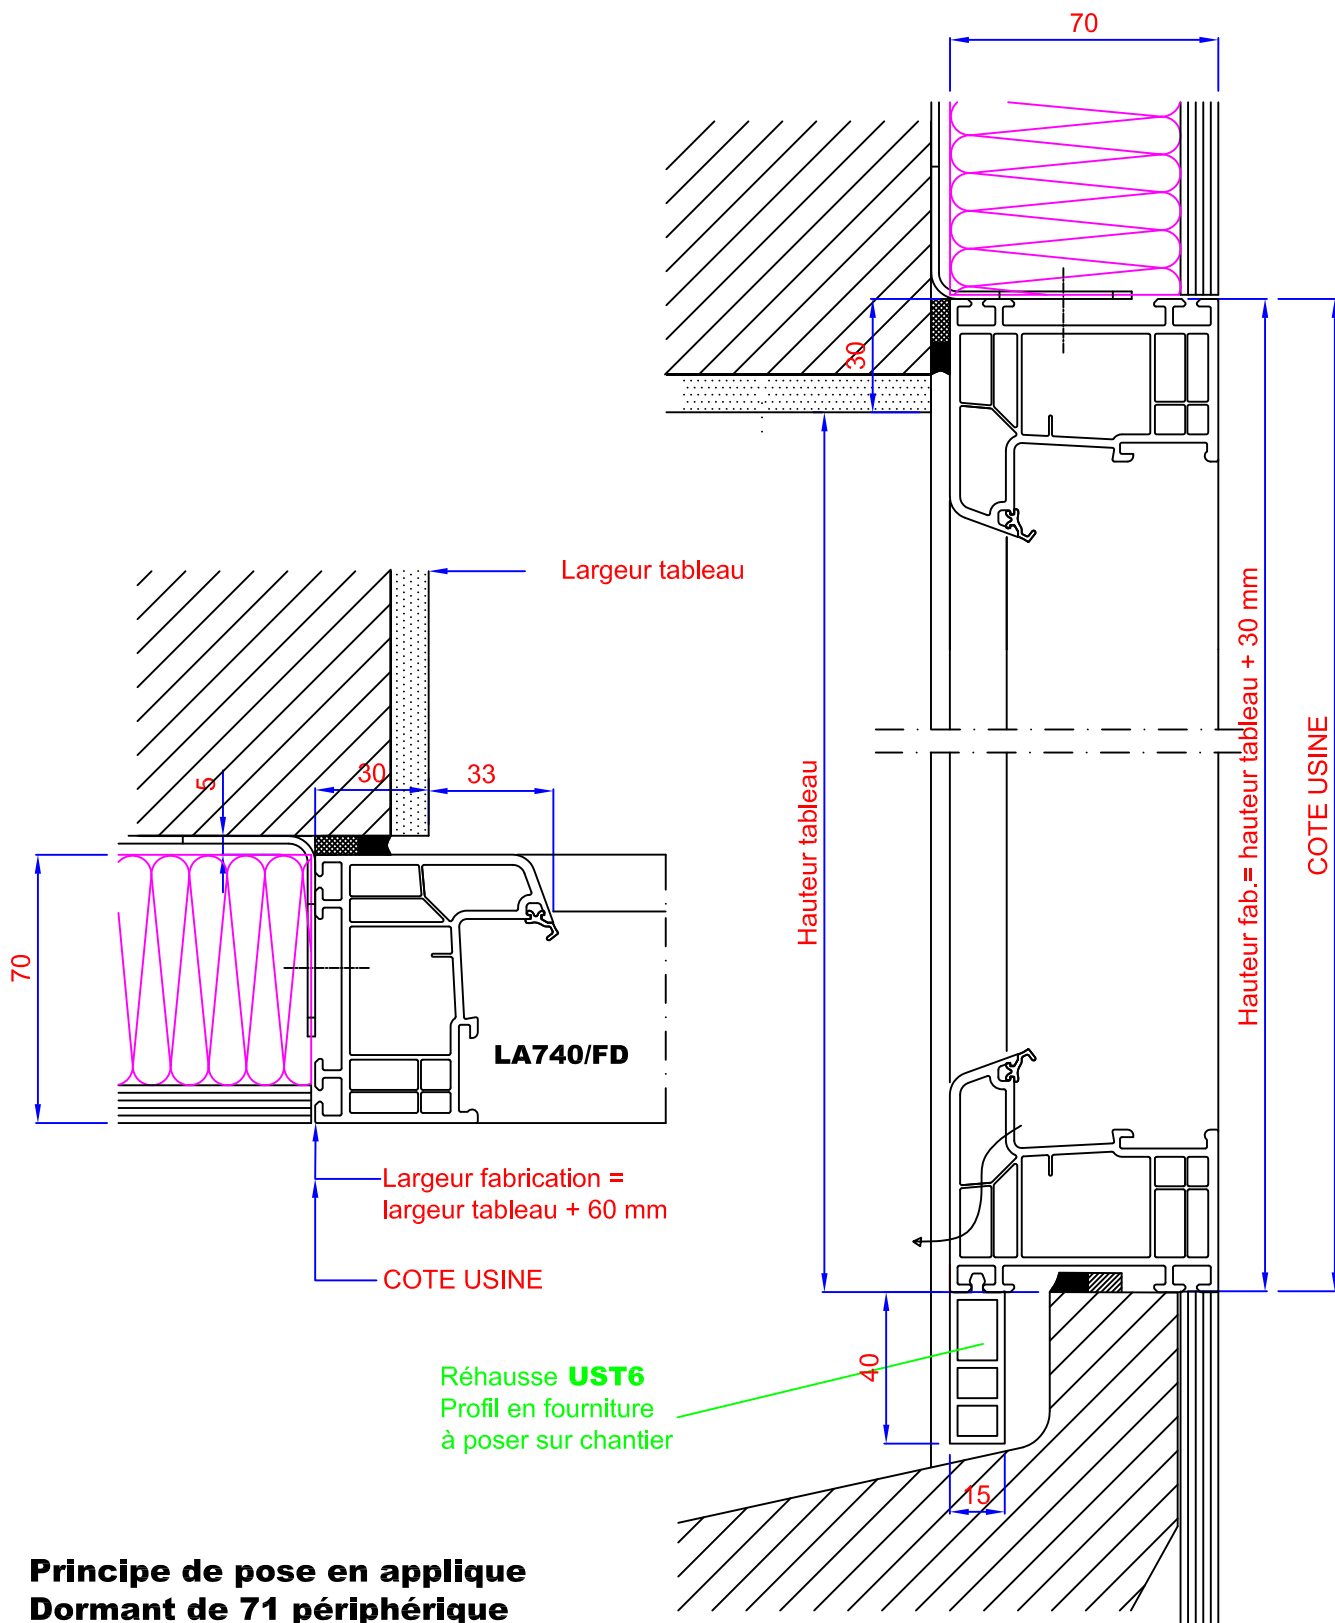 70
30
Largeur tableau
Hauteur tableau
Hauteur fab.= hauteur tableau + 30 mm
COTE USINE
5
30
33
70
LA740/FD
Largeur fabrication =
largeur tableau + 60 mm
COTE USINE
Réhausse UST6
Profil en fourniture
à poser sur chantier
40
15
Principe de pose en applique
Dormant de 71 périphérique